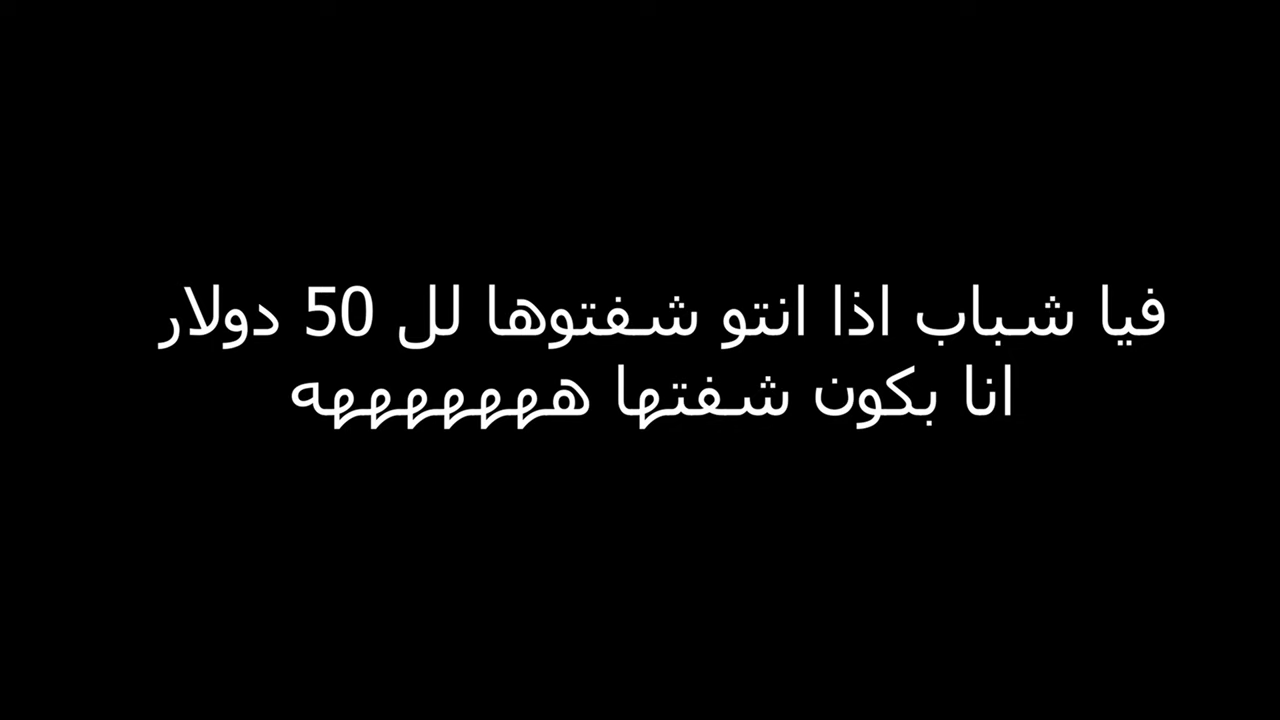 فيا شباب اذا انتو شفتوها لل 50 دولار
انا بكون شفتها هههههههه